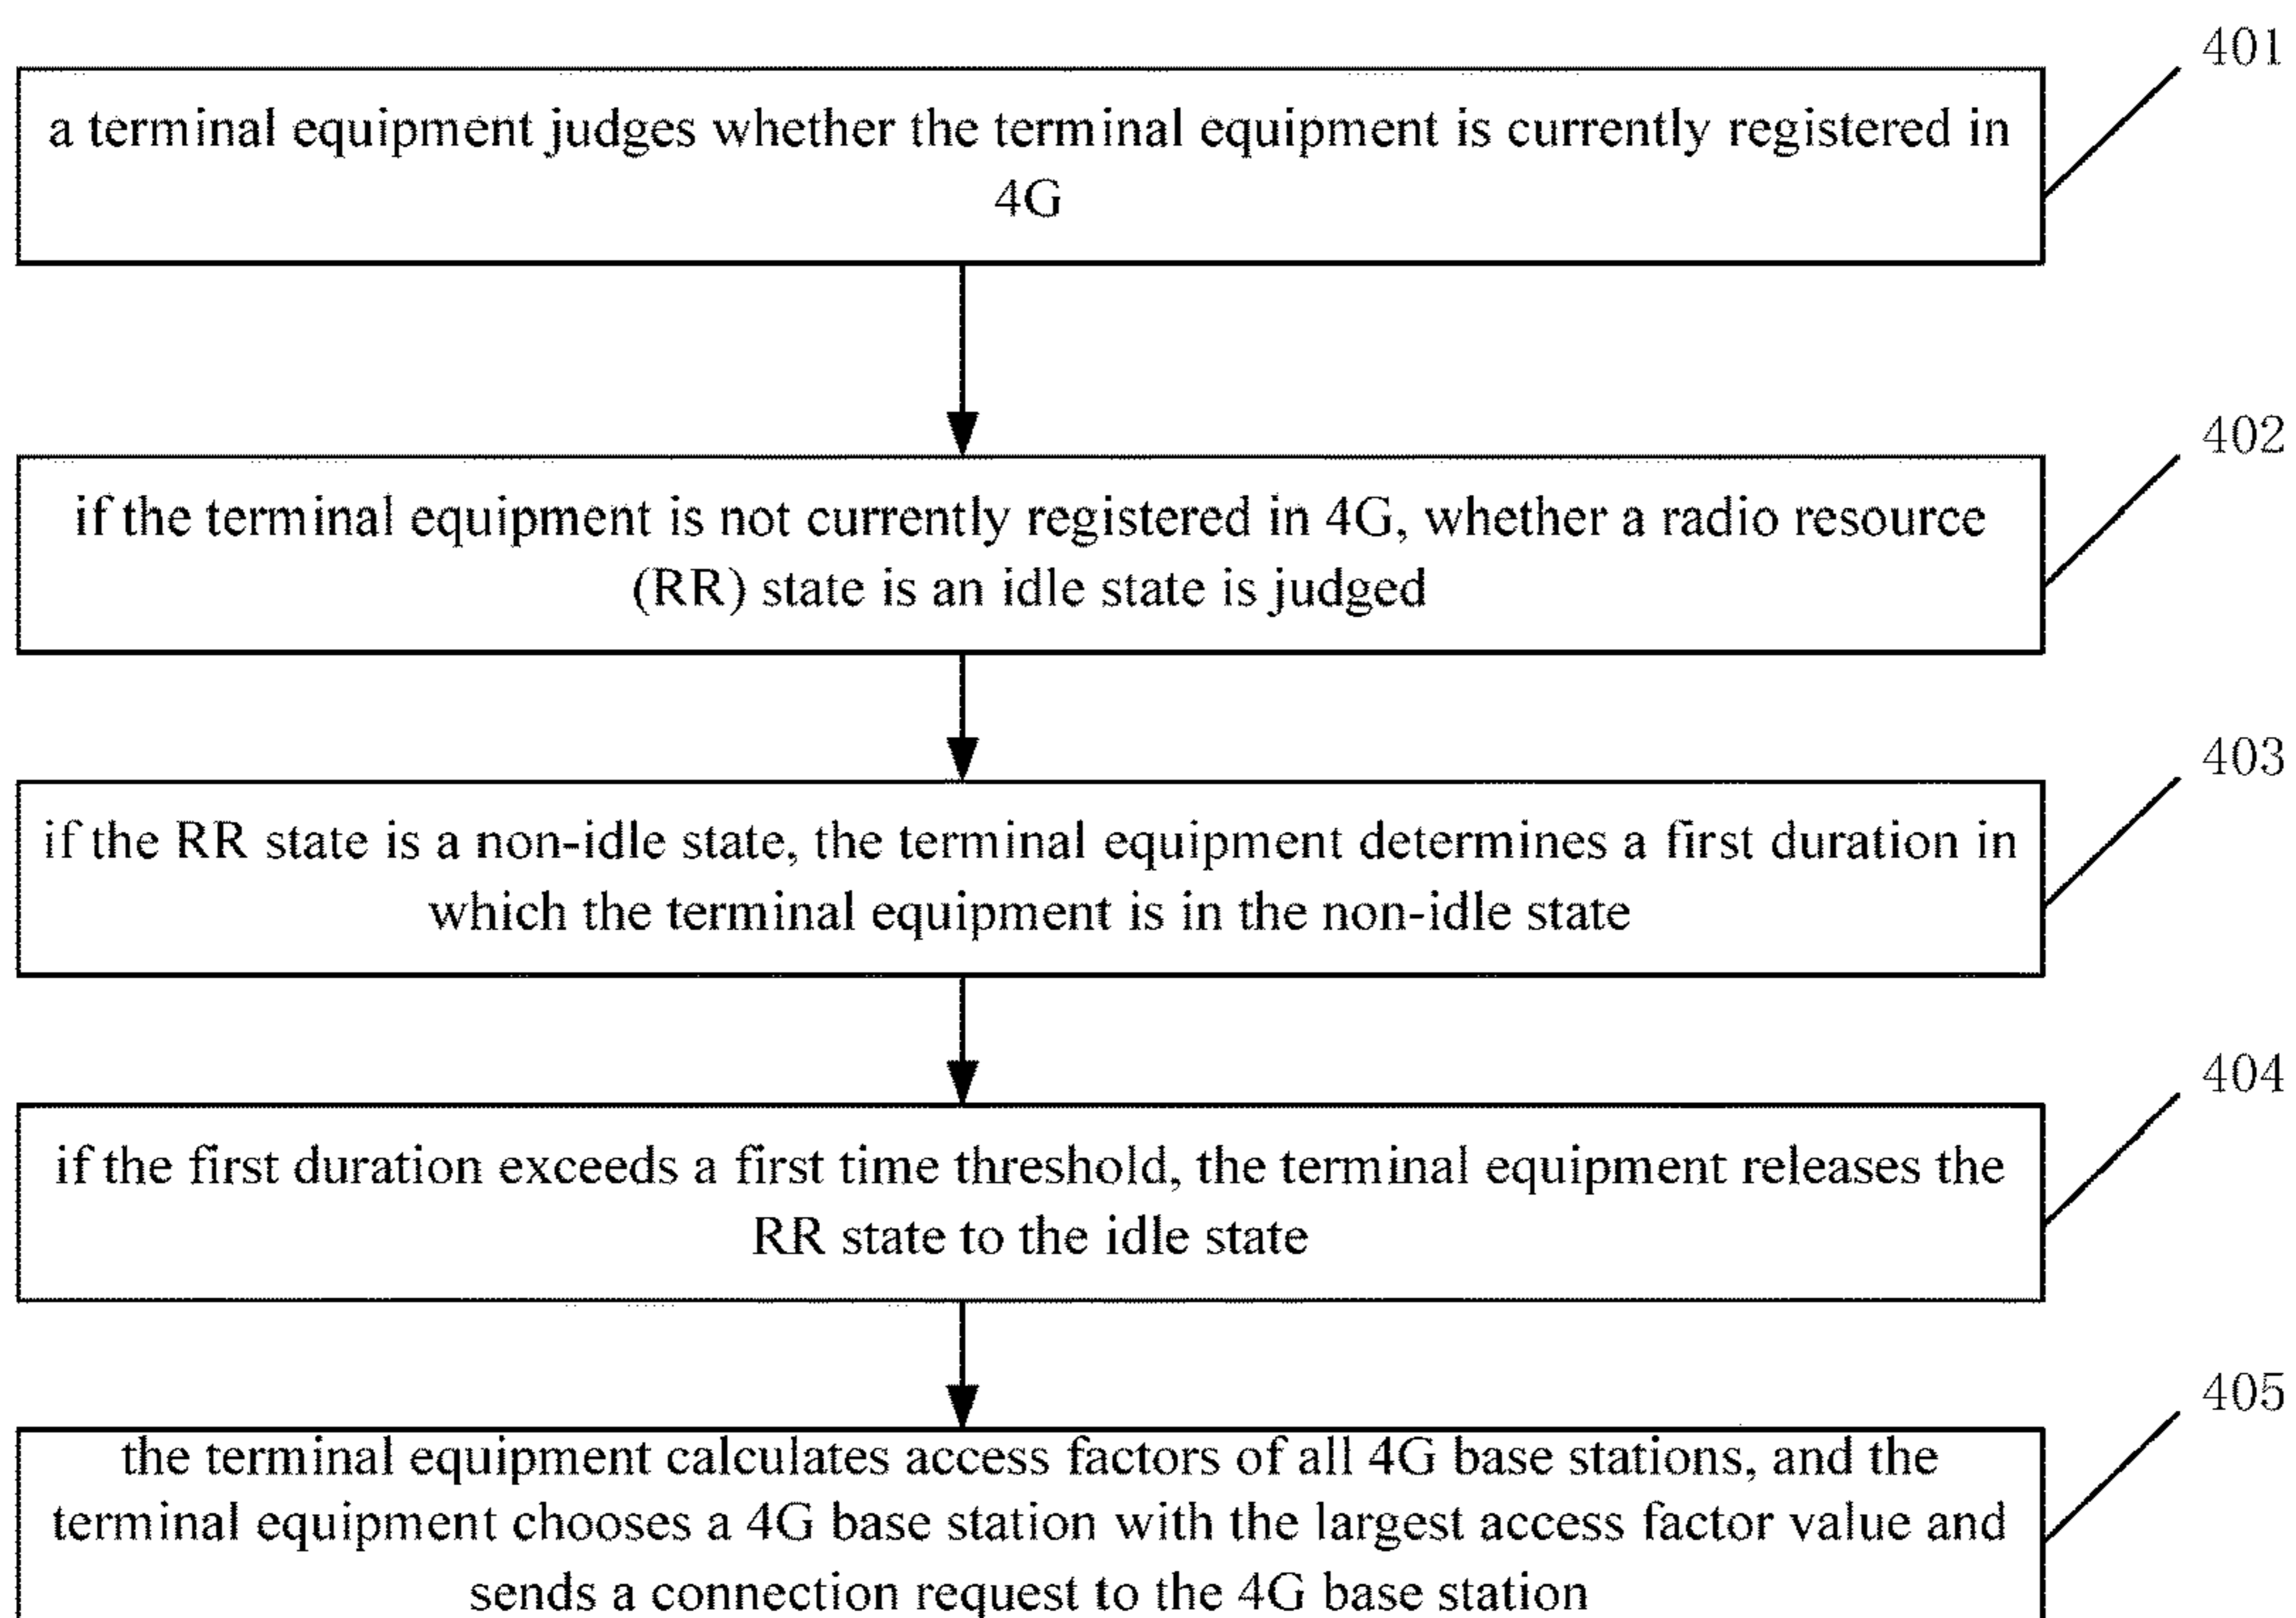 401
a terminal equipment judges whether the terminal equipment is currently registered in
4G
402
if the terminal equipment is not currently registered in 4G, whether a radio resource
(RR) state is an idle state is judged
403
if the RR state is a non-idle state, the terminal equipment determines a first duration in
which the terminal equipment is in the non-idle state
404
if the first duration exceeds a first time threshold, the terminal equipment releases the
RR state to the idle state
405
the terminal equipment calculates access factors of all 4G base stations, and the
terminal equipment chooses a 4G base station with the largest access factor value and
sends a connection request to the 4G base station